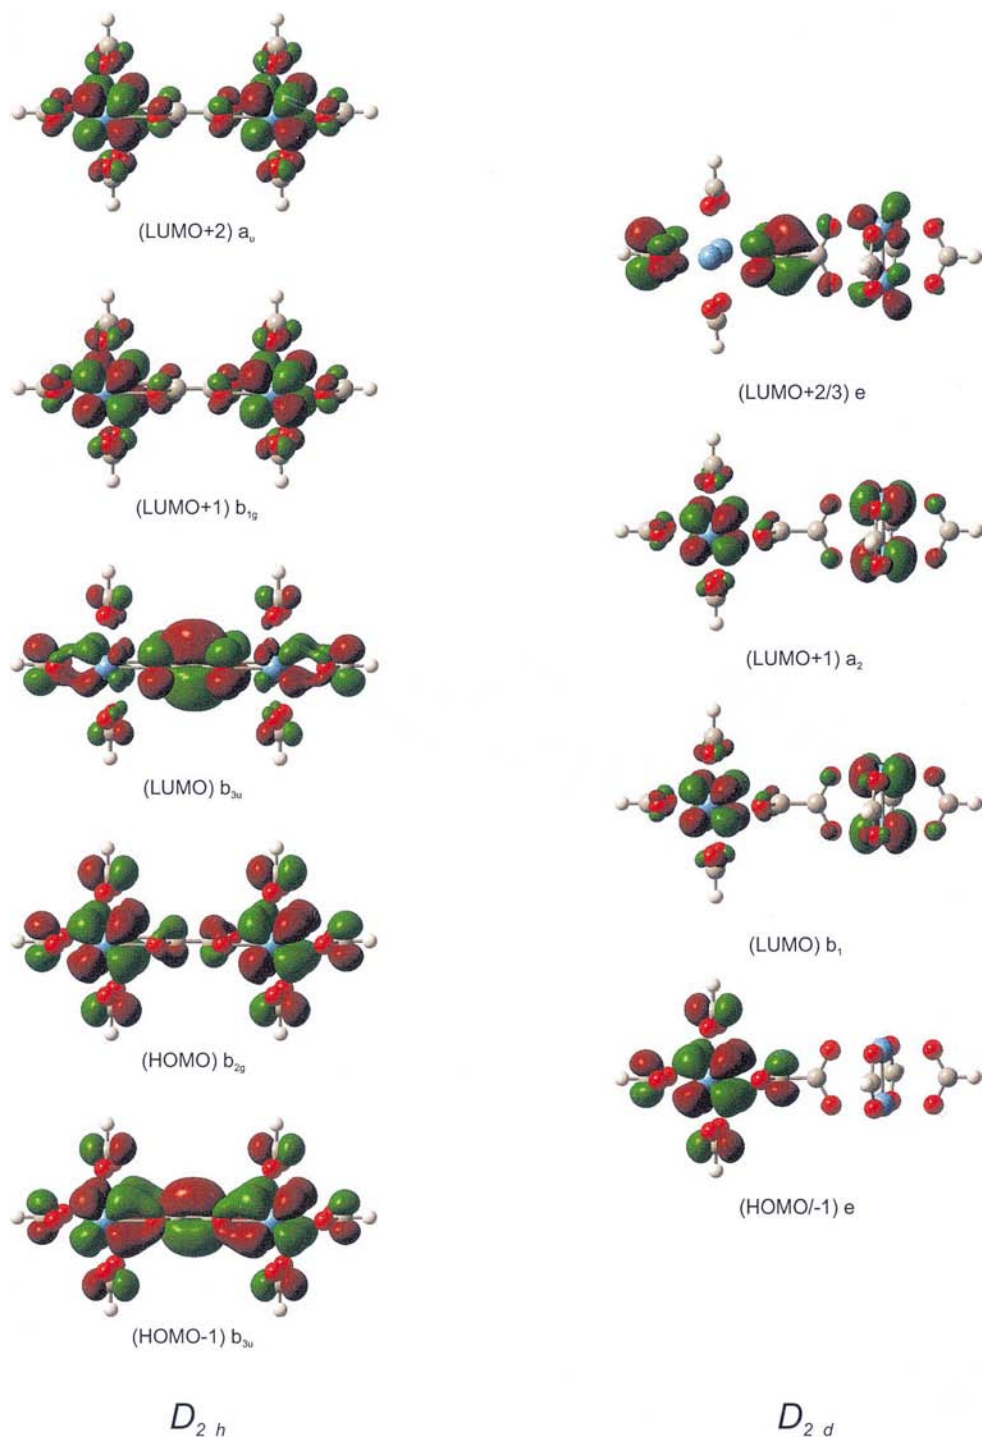 (LUMO+2) aᵤ
(LUMO+1) b₁g
(LUMO) b₃ᵤ
(HOMO) b₂g
(HOMO-1) b₃ᵤ
D₂ h
(LUMO+2/3) e
(LUMO+1) a₂
(LUMO) b₁
(HOMO/-1) e
D₂ d